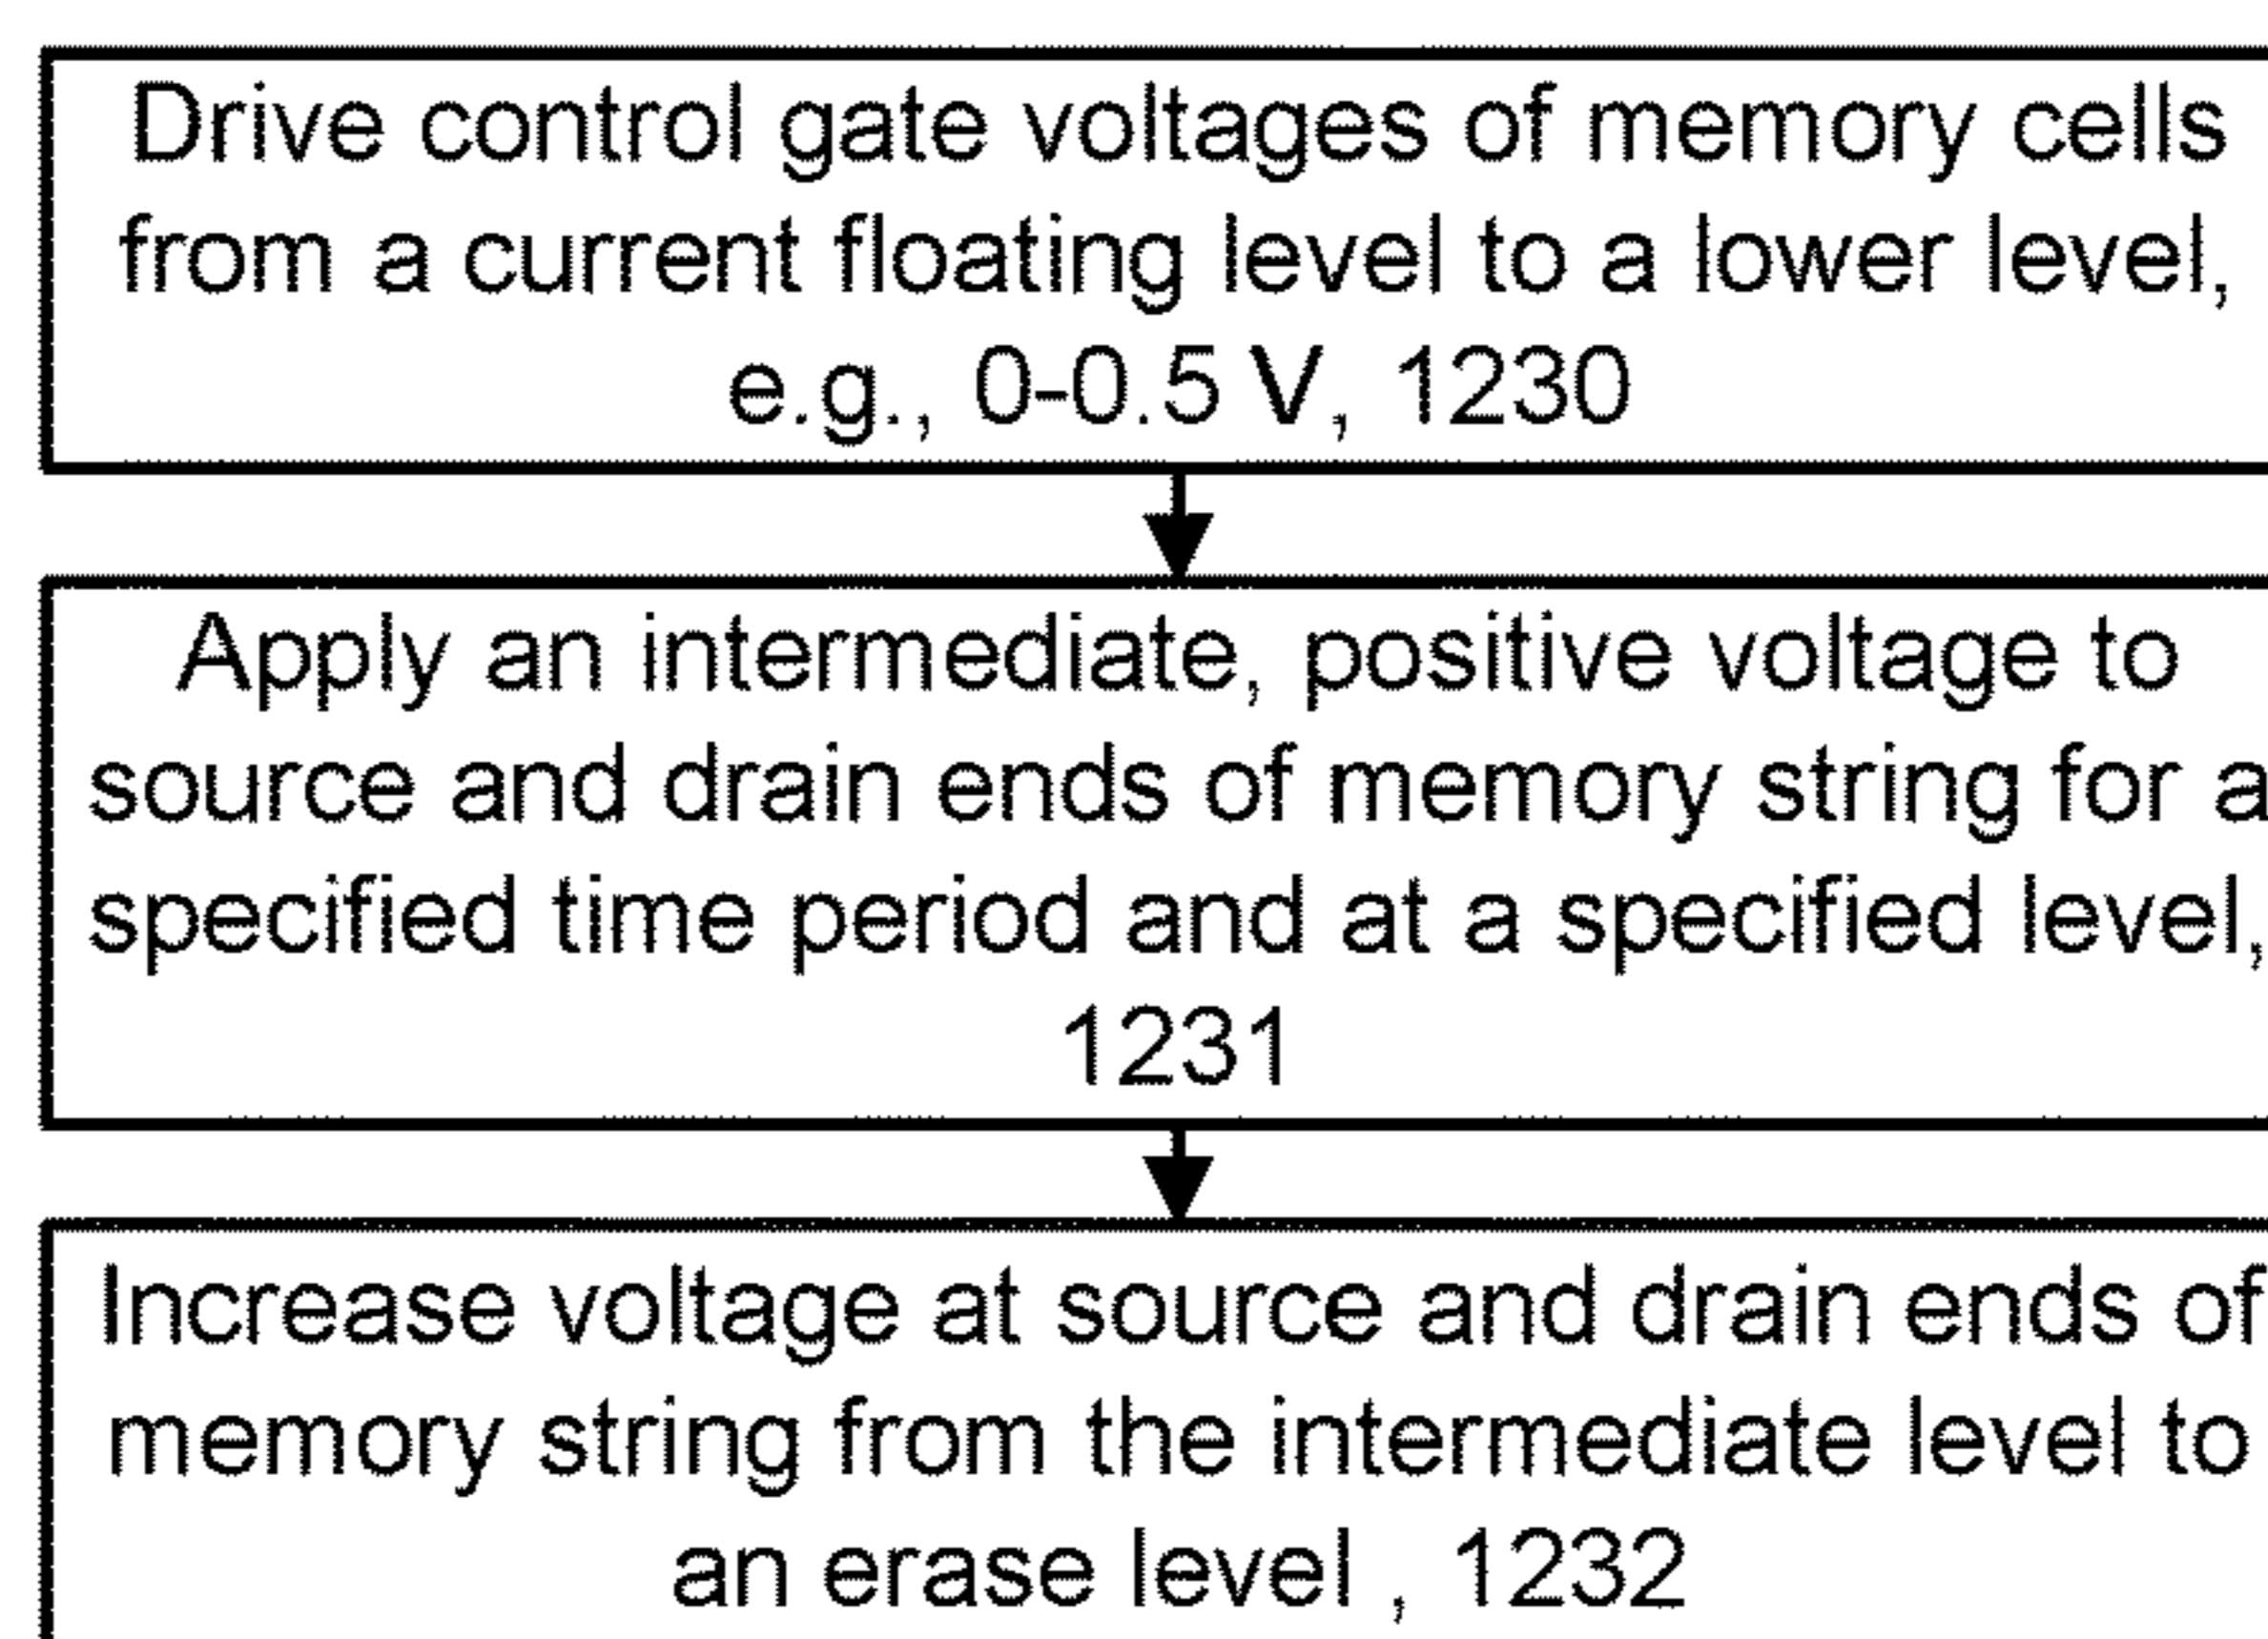 Drive control gate voltages of memory cells
from a current floating level to a lower level,
e.g., 0-0.5 V, 1230
Apply an intermediate, positive voltage to
source and drain ends of memory string for a
specified time period and at a specified level,
1231
Increase voltage at source and drain ends of
memory string from the intermediate level to
an erase level , 1232